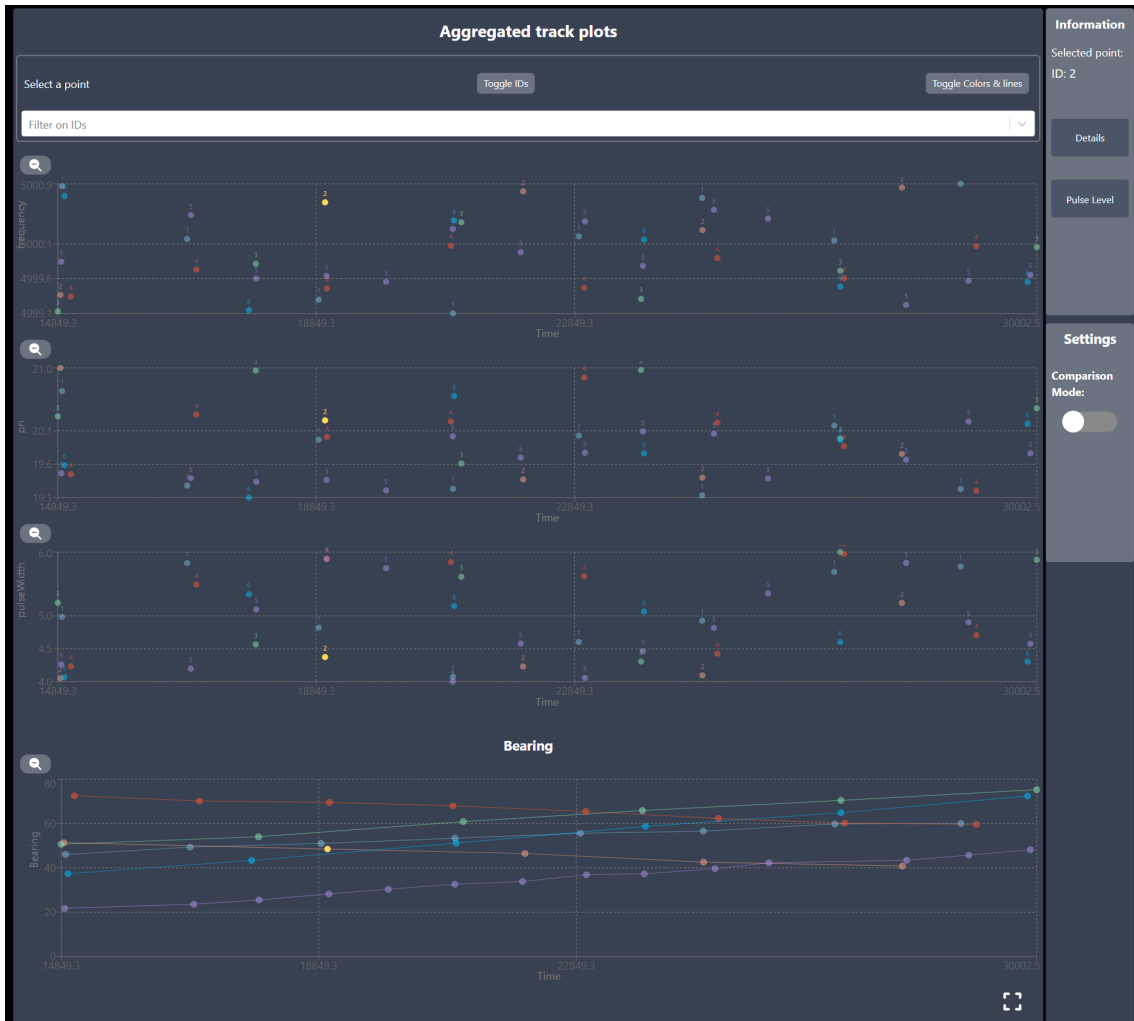 Aggregated track plots
Select a point
Toggle IDs
Toggle Colors & lines
Filter on IDs
Information
Selected point:
ID: 2
Details
Pulse Level
Settings
Comparison
Mode:
frequency
5000.9
5000.1
4999.6
4999.1
14849.3
18849.3
22849.3
30002.5
Time
pri
21.0
20.1
19.6
19.1
14849.3
18849.3
22849.3
30002.5
Time
pulseWidth
6.0
5.0
4.5
4.0
14849.3
18849.3
22849.3
30002.5
Time
Bearing
Bearing
80
60
40
20
0
14849.3
18849.3
22849.3
30002.5
Time